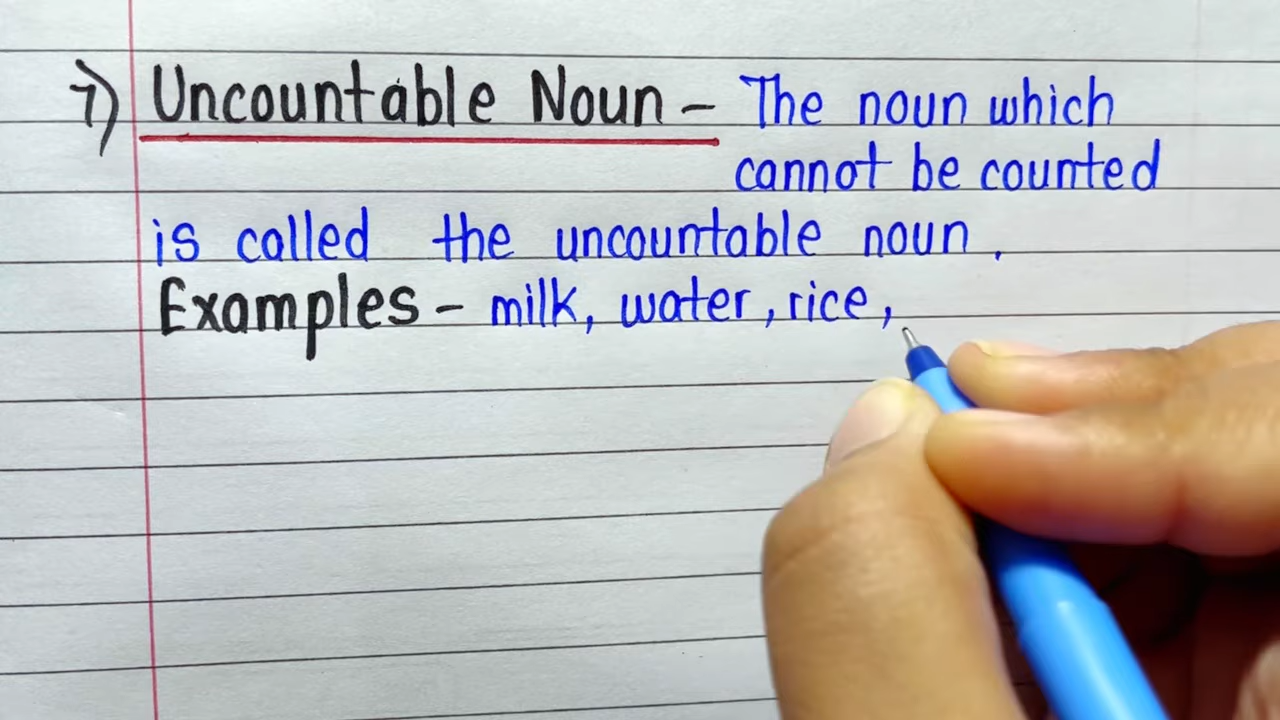 7) Uncountable Noun - The noun which
cannot be counted
is called the uncountable noun.
Examples - milk, water, rice,